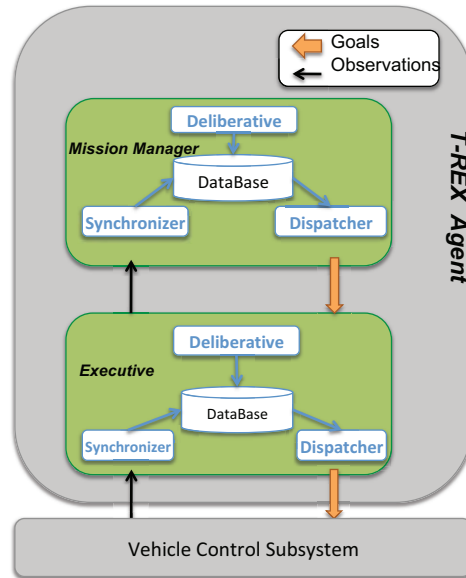 Goals
Observations
T-REX Agent
Mission Manager
Deliberative
DataBase
Synchronizer
Dispatcher
Executive
Deliberative
DataBase
Synchronizer
Dispatcher
Vehicle Control Subsystem